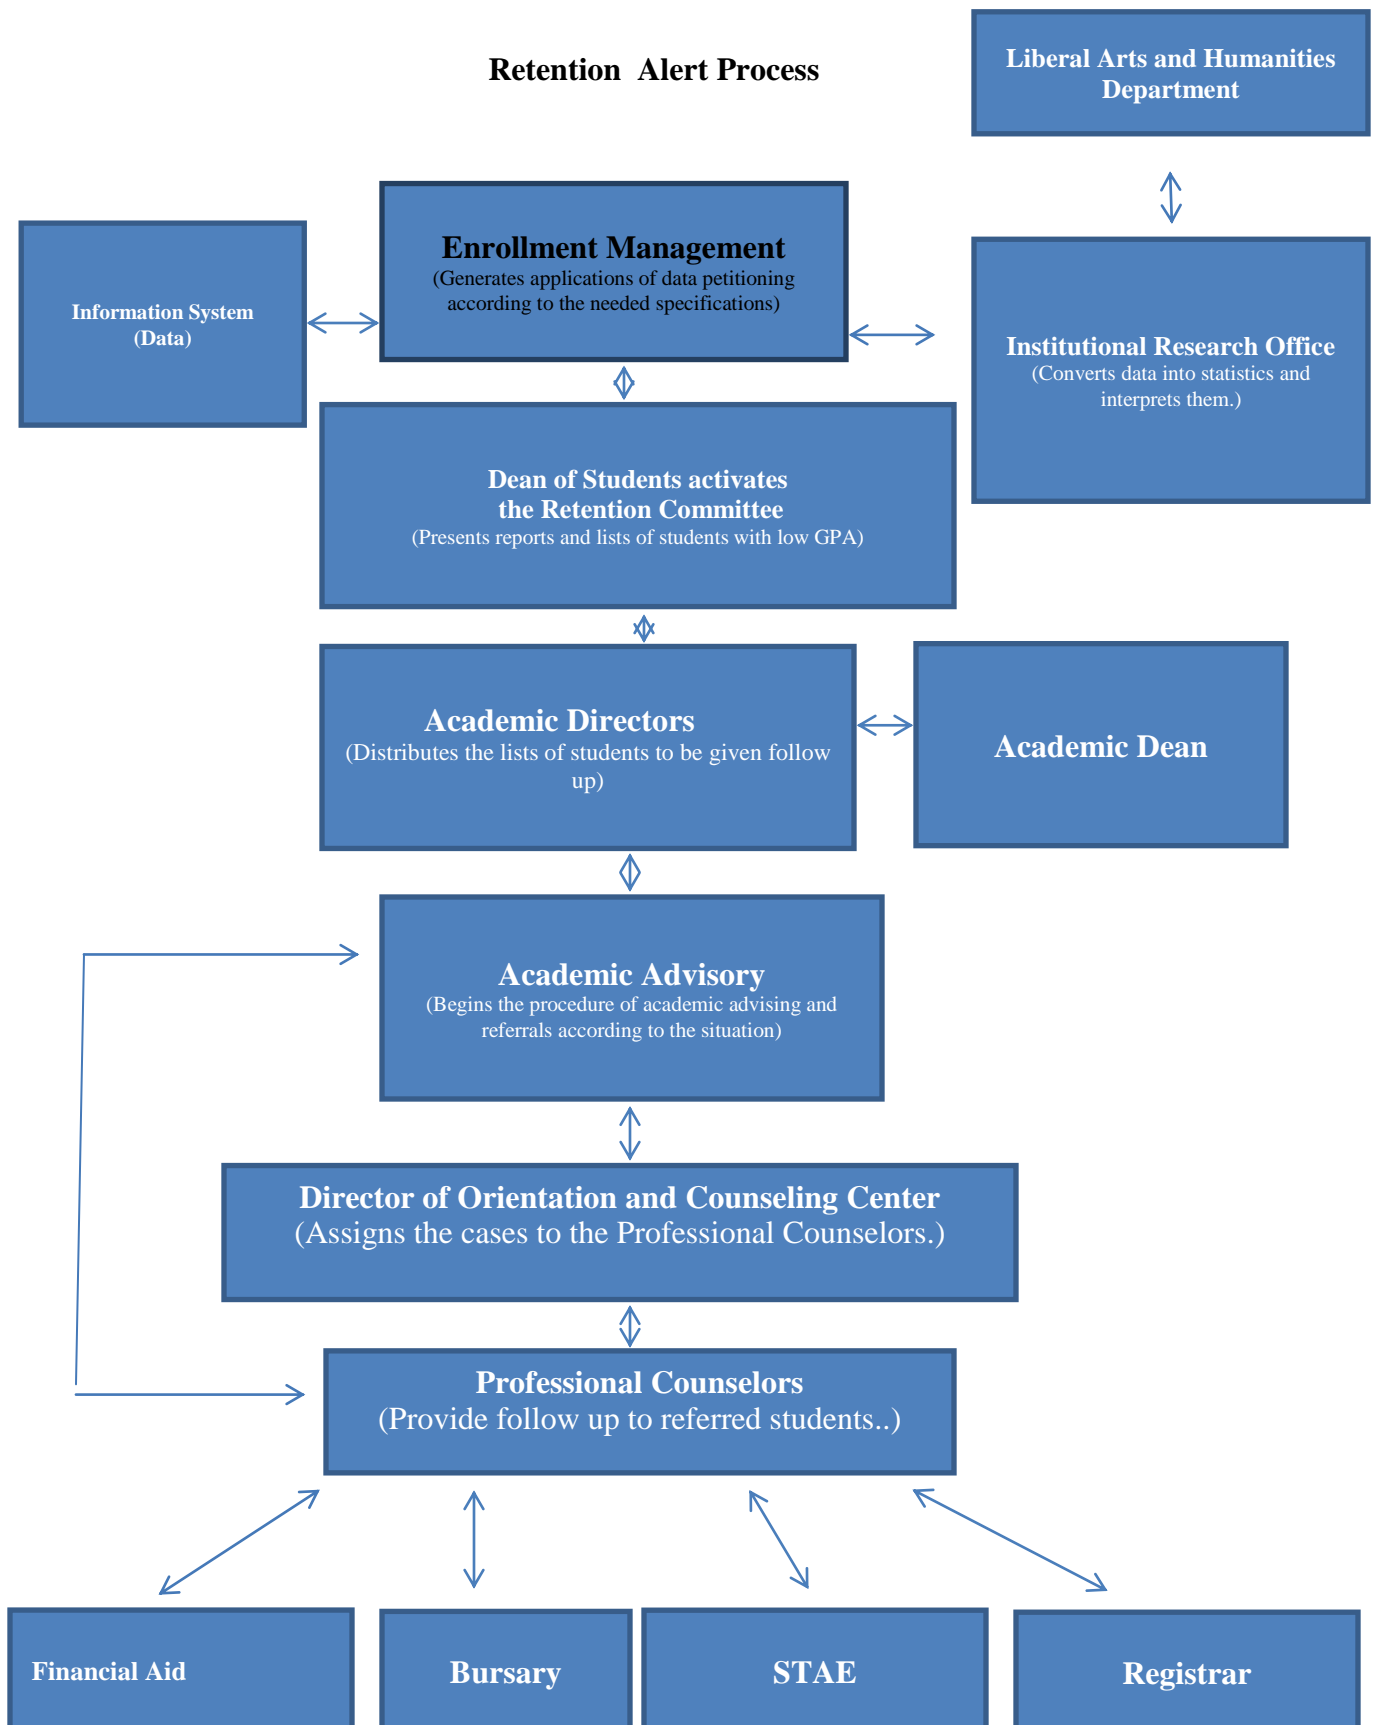 Retention  Alert Process
Liberal Arts and Humanities
Department
Enrollment Management
(Generates applications of data petitioning
according to the needed specifications)
Information System
(Data)
Institutional Research Office
(Converts data into statistics and
interprets them.)
Dean of Students activates
the Retention Committee
(Presents reports and lists of students with low GPA)
Academic Directors
(Distributes the lists of students to be given follow
up)
Academic Dean
Academic Advisory
(Begins the procedure of academic advising and
referrals according to the situation)
Director of Orientation and Counseling Center
(Assigns the cases to the Professional Counselors.)
Professional Counselors
(Provide follow up to referred students..)
Financial Aid
Bursary
STAE
Registrar